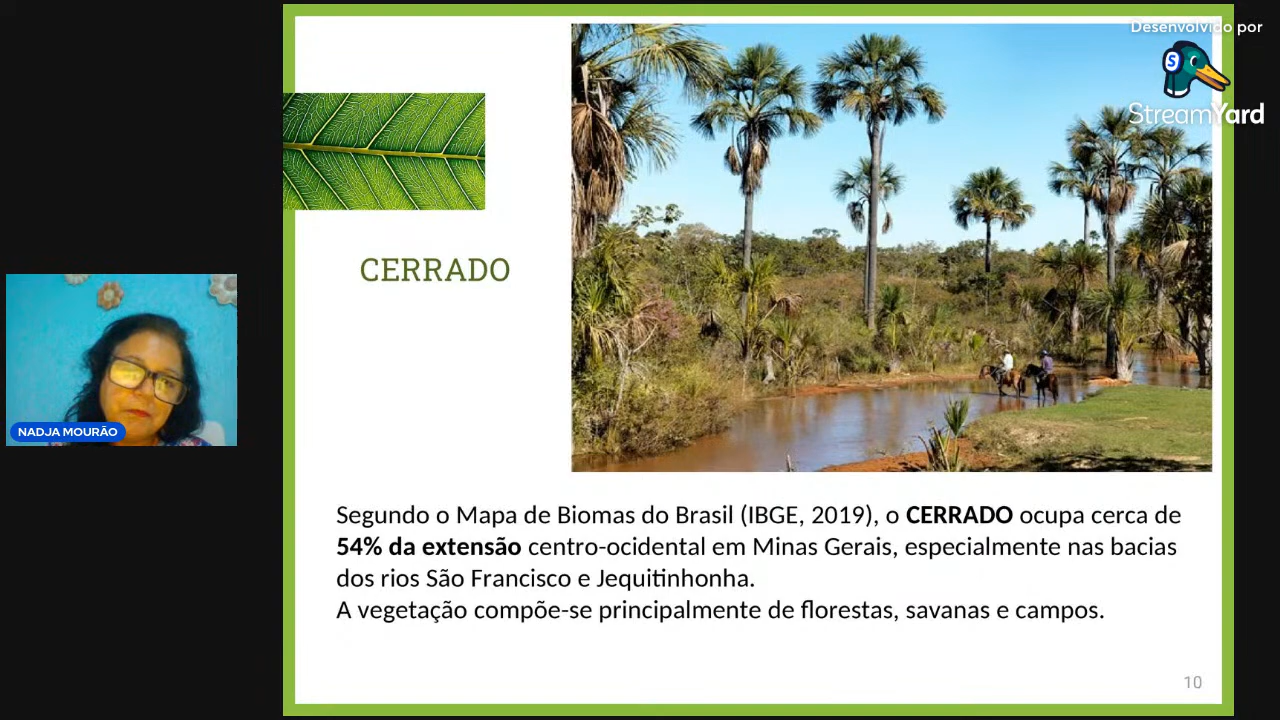 Desenvolvido por
StreamYard
CERRADO
NADJA MOURÃO
Segundo o Mapa de Biomas do Brasil (IBGE, 2019), o CERRADO ocupa cerca de
54% da extensão centro-ocidental em Minas Gerais, especialmente nas bacias
dos rios São Francisco e Jequitinhonha.
A vegetação compõe-se principalmente de florestas, savanas e campos.
10